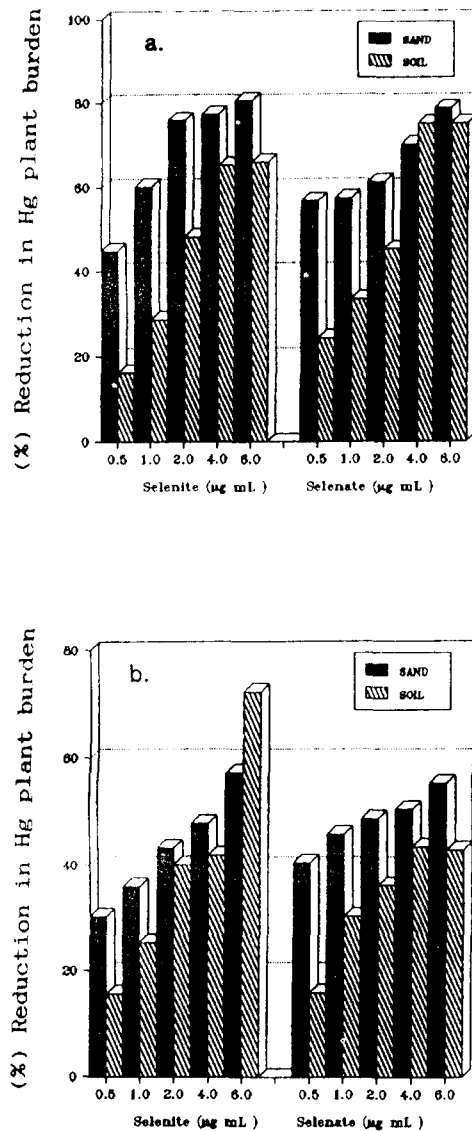 a.
SAND
SOIL
(%) Reduction in Hg plant burden
100
80
60
40
20
0
0.5 1.0 2.0 4.0 6.0 0.5 1.0 2.0 4.0 6.0
Selenite (µg mL ) Selenate (µg mL )
b.
SAND
SOIL
(%) Reduction in Hg plant burden
80
60
40
20
0
0.5 1.0 2.0 4.0 6.0 0.5 1.0 2.0 4.0 6.0
Selenite (µg mL ) Selenate (µg mL )